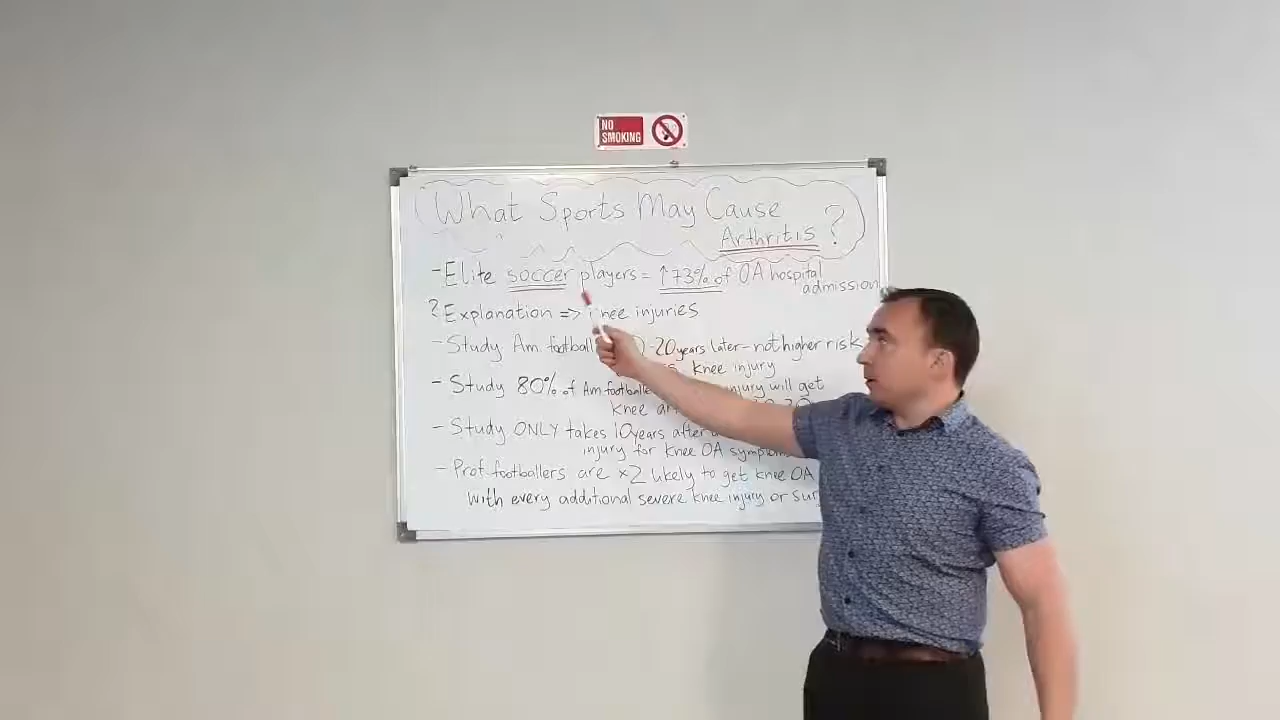 NO
SMOKING
What Sports May Cause
Arthritis ?
- Elite soccer players = ↑73% of OA hospital
admission
? Explanation => knee injuries
- Study Am. football 20 years later - not higher risk
knee injury
- Study 80% of Am footballe injury will get
knee
- Study ONLY takes 10 years after
injury for knee OA
- Prof. footballers are x2 likely to get knee OA
with every additional severe knee injury or